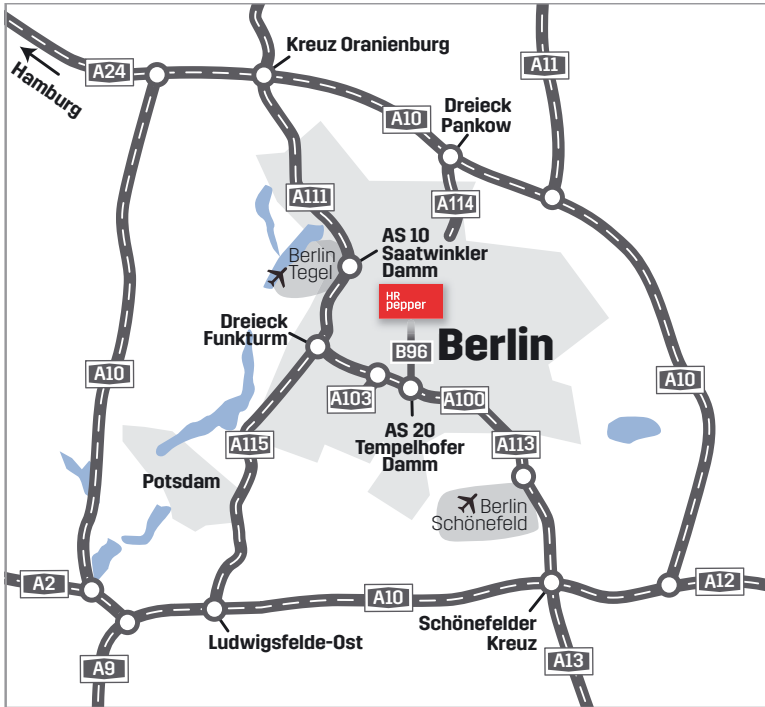 Kreuz Oranienburg
A24
Hamburg
A11
A10
Dreieck
Pankow
A111
A114
AS 10
Saatwinkler
Damm
Berlin
Tegel
HR
pepper
Dreieck
Funkturm
B96
Berlin
A10
A103
A100
A10
AS 20
Tempelhofer
Damm
A115
A113
Potsdam
Berlin
Schönefeld
A2
A10
A12
Schönefelder
Kreuz
Ludwigsfelde-Ost
A9
A13